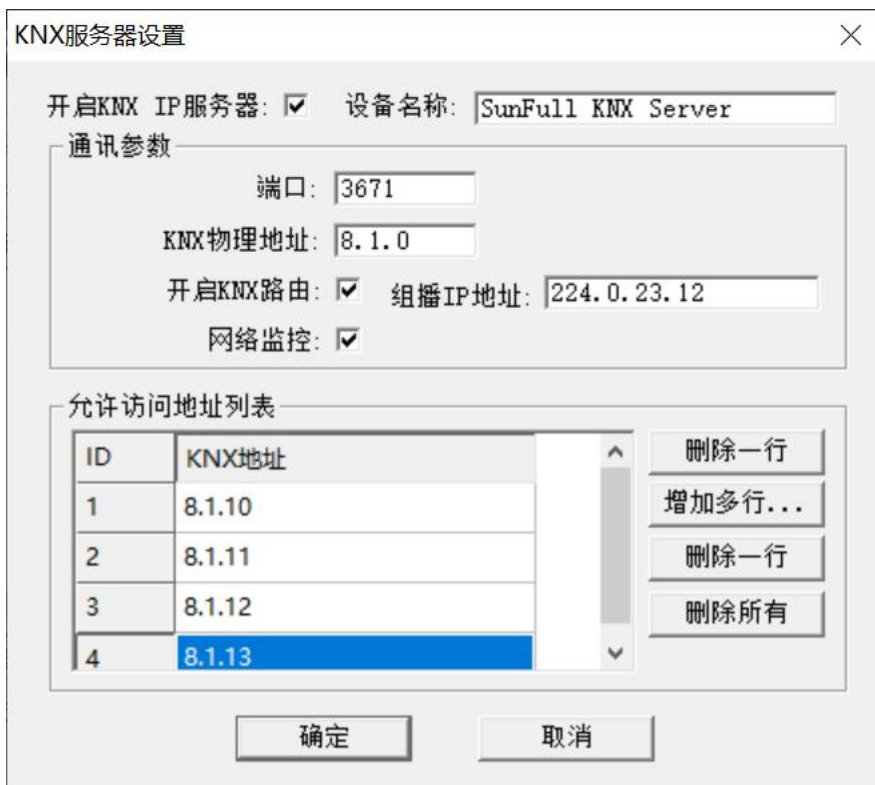 KNX服务器设置
开启KNX IP服务器: 设备名称: SunFull KNX Server
通讯参数
端口: 3671
KNX物理地址: 8.1.0
开启KNX路由: 组播IP地址: 224.0.23.12
网络监控:
允许访问地址列表
ID KNX地址
1 8.1.10
2 8.1.11
3 8.1.12
4 8.1.13
删除一行
增加多行...
删除一行
删除所有
确定 取消